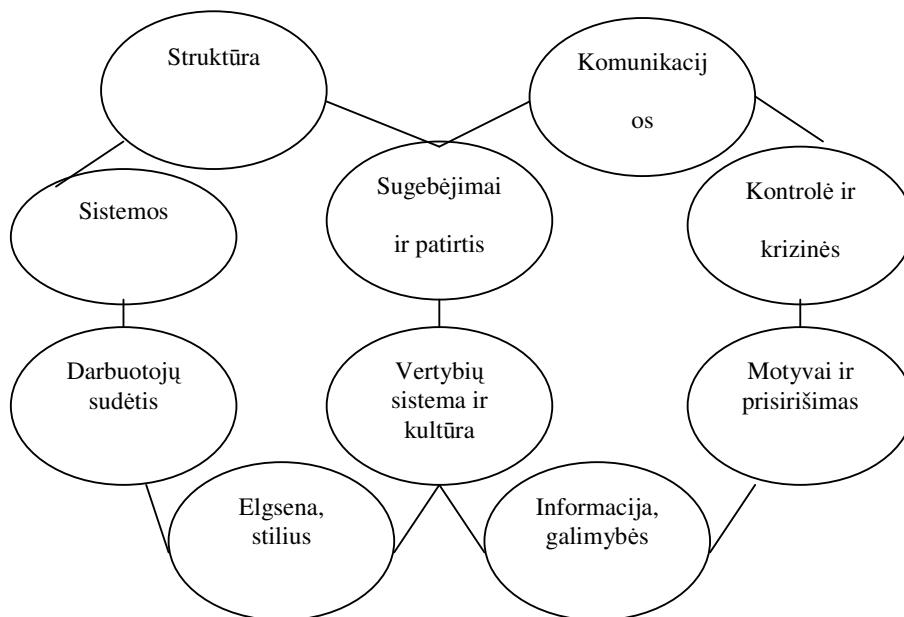 Struktūra
Komunikacij
os
Sistemos
Sugebėjimai
ir patirtis
Kontrolė ir
krizinės
Darbuotojų
sudėtis
Vertybių
sistema ir
kultūra
Motyvai ir
prisirišimas
Elgsena,
stilius
Informacija,
galimybės